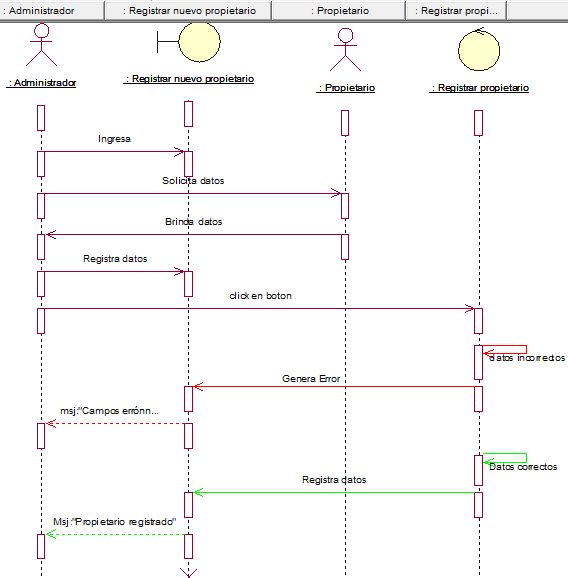 : Administrador
: Registrar nuevo propietario
: Propietario
: Registrar propi...
: Administrador
: Registrar nuevo propietario
: Propietario
: Registrar propietario
Ingresa
Solicita datos
Brinda datos
Registra datos
click en boton
datos incorrectos
Genera Error
msj:"Campos errónn...
Datos correctos
Registra datos
Msj:"Propietario registrado"